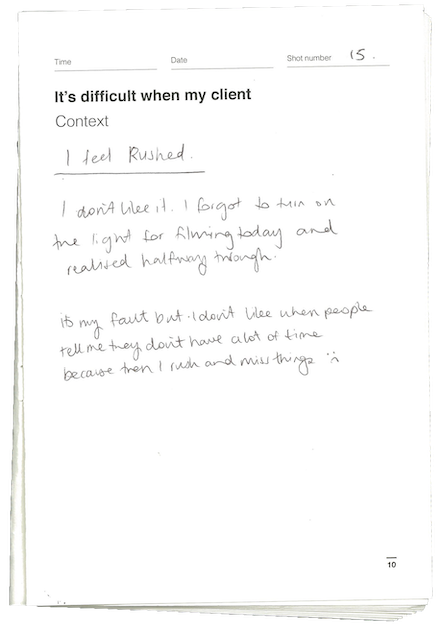 Time Date Shot number 15.
It's difficult when my client
Context
I feel Rushed.
I don't like it. I forgot to turn on
the light for filming today and
realised halfway through.
its my fault but I don't like when people
tell me they don't have a lot of time
because then I rush and miss things :(
10